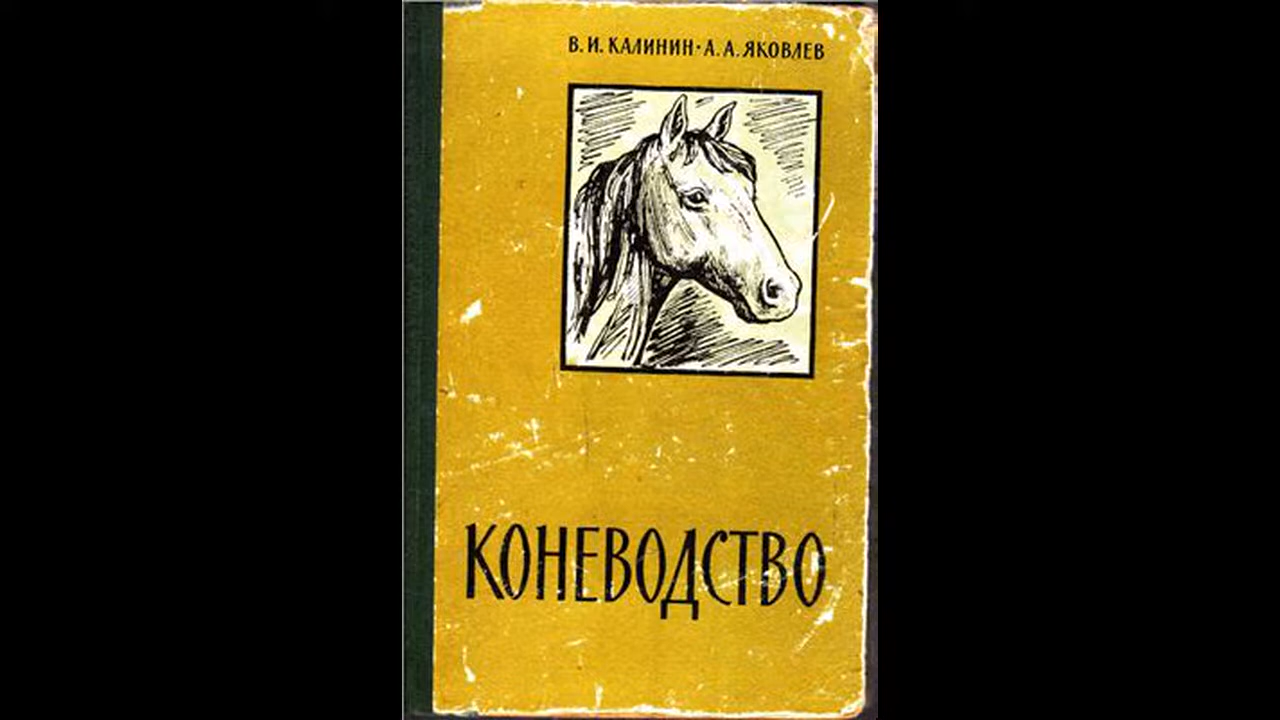 В. И. КАЛИНИН · А. А. ЯКОВЛЕВ
КОНЕВОДСТВО